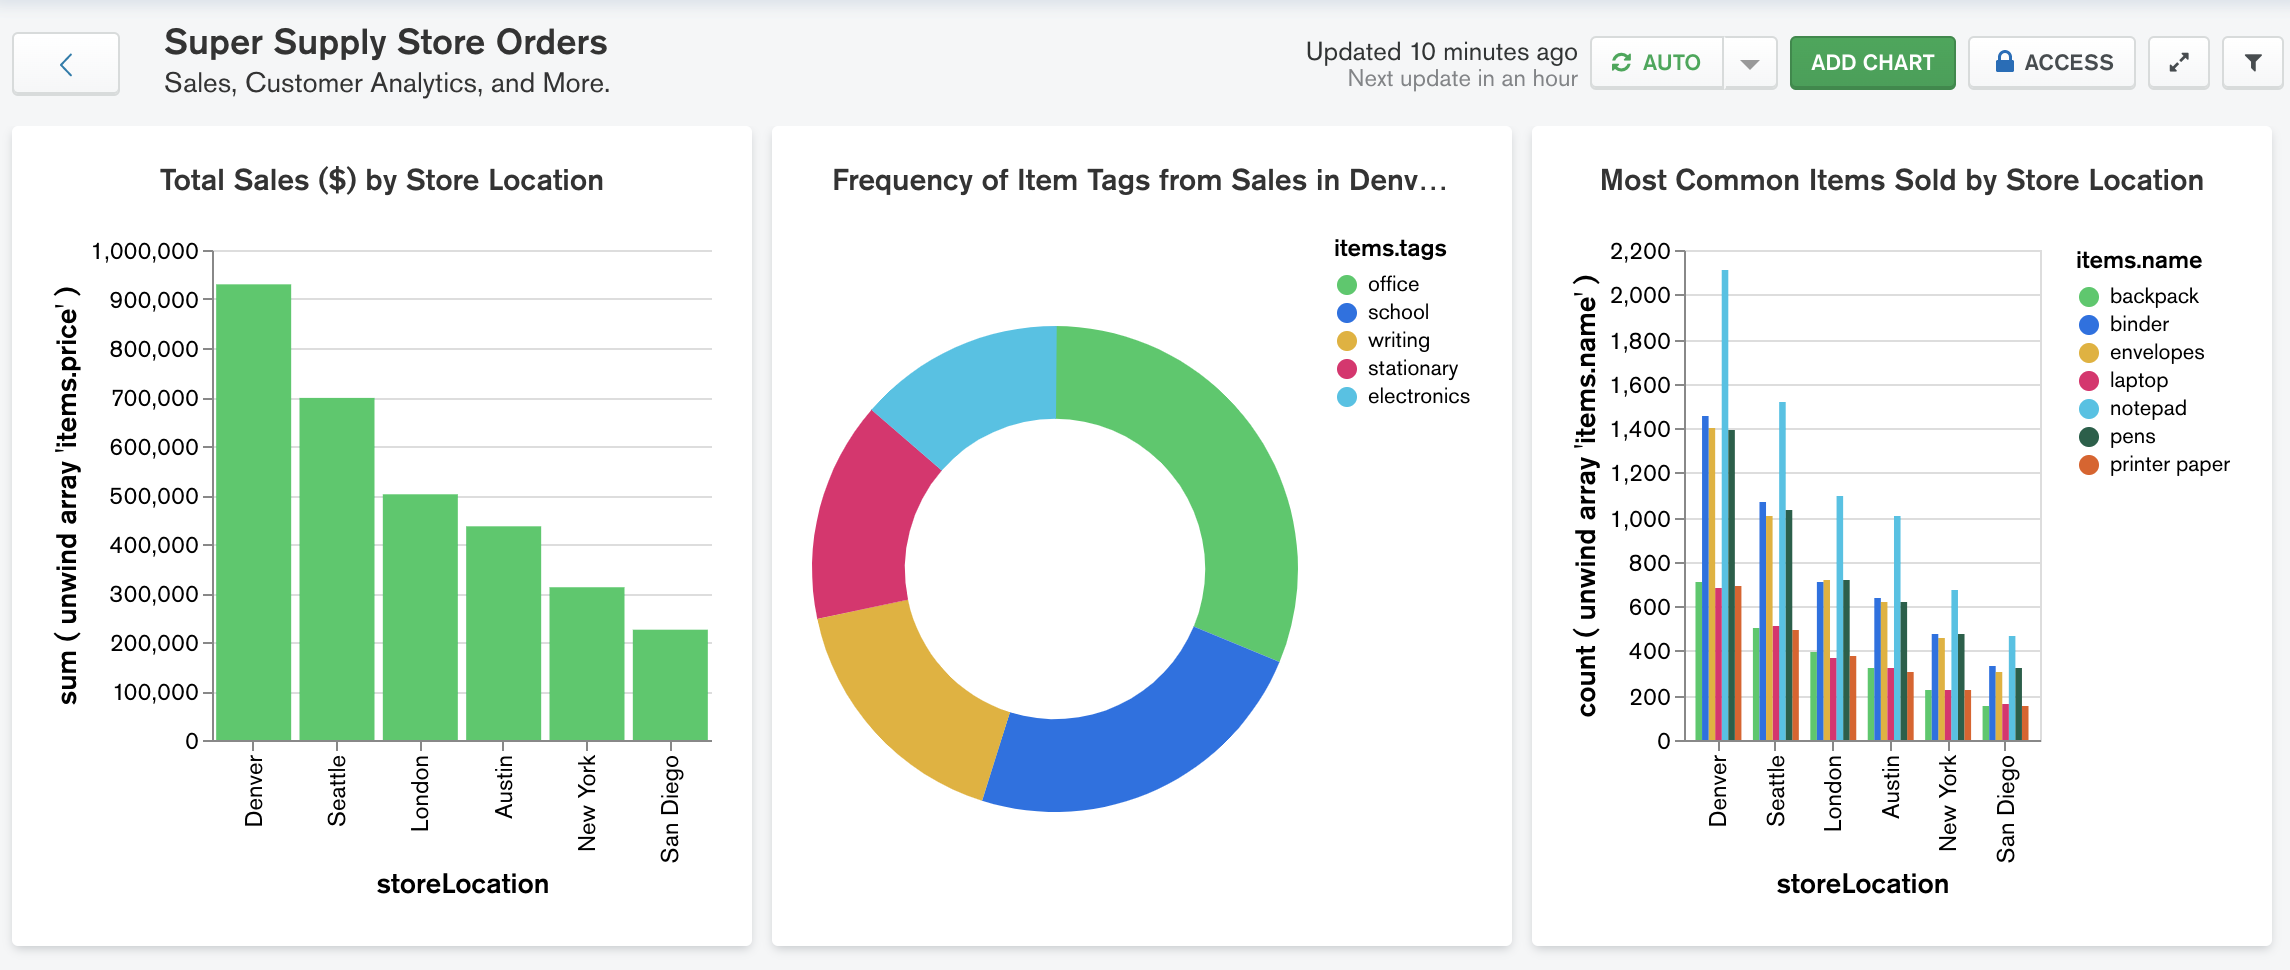 Super Supply Store Orders
Sales, Customer Analytics, and More.
Updated 10 minutes ago
Next update in an hour
AUTO
ADD CHART
ACCESS
Total Sales ($) by Store Location
sum ( unwind array 'items.price' )
1,000,000
900,000
800,000
700,000
600,000
500,000
400,000
300,000
200,000
100,000
0
Denver
Seattle
London
Austin
New York
San Diego
storeLocation
Frequency of Item Tags from Sales in Denv...
items.tags
office
school
writing
stationary
electronics
Most Common Items Sold by Store Location
count ( unwind array 'items.name' )
2,200
2,000
1,800
1,600
1,400
1,200
1,000
800
600
400
200
0
Denver
Seattle
London
Austin
New York
San Diego
storeLocation
items.name
backpack
binder
envelopes
laptop
notepad
pens
printer paper